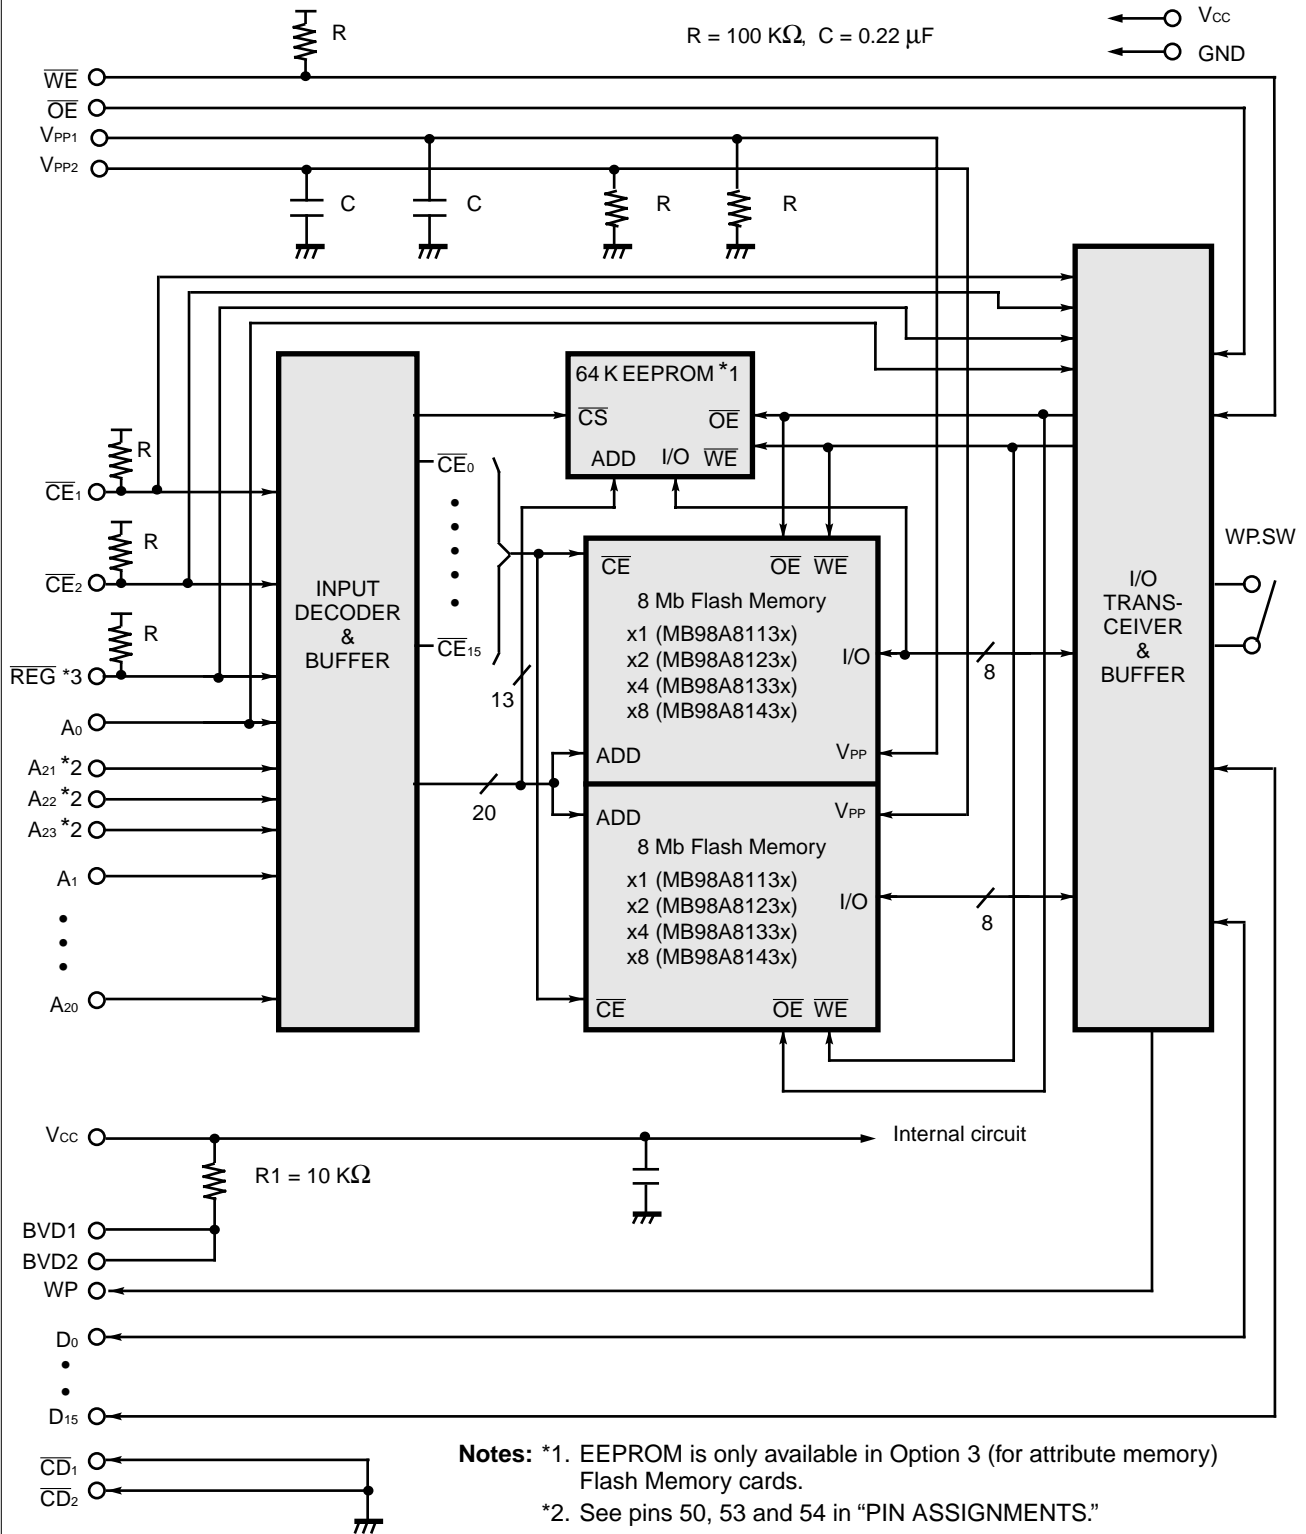 R
R = 100 KΩ, C = 0.22 µF
VCC
GND
WE
OE
VPP1
VPP2
C
C
R
R
64 K EEPROM *1
CS
OE
ADD
I/O
WE
R
CE1
R
CE2
R
REG *3
A0
A21 *2
A22 *2
A23 *2
A1
A20
INPUT
DECODER
&
BUFFER
CE0
CE15
13
20
CE
OE
WE
8 Mb Flash Memory
x1 (MB98A8113x)
x2 (MB98A8123x)
x4 (MB98A8133x)
x8 (MB98A8143x)
I/O
8
ADD
VPP
ADD
VPP
8 Mb Flash Memory
x1 (MB98A8113x)
x2 (MB98A8123x)
x4 (MB98A8133x)
x8 (MB98A8143x)
I/O
8
CE
OE
WE
I/O
TRANS-
CEIVER
&
BUFFER
WP.SW
VCC
Internal circuit
R1 = 10 KΩ
BVD1
BVD2
WP
D0
D15
CD1
CD2
Notes: *1. EEPROM is only available in Option 3 (for attribute memory)
Flash Memory cards.
*2. See pins 50, 53 and 54 in “PIN ASSIGNMENTS.”